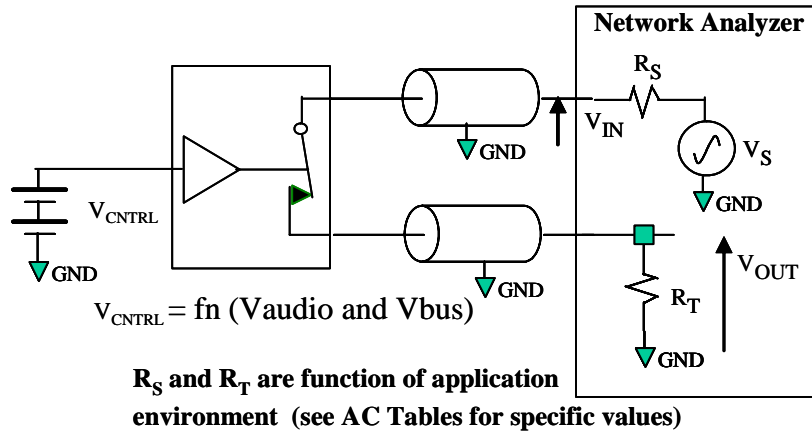 Network Analyzer
R_S
V_IN
GND
V_S
GND
V_CNTRL
GND
GND
V_OUT
R_T
V_CNTRL = fn (Vaudio and Vbus)
GND
R_S and R_T are function of application
environment (see AC Tables for specific values)